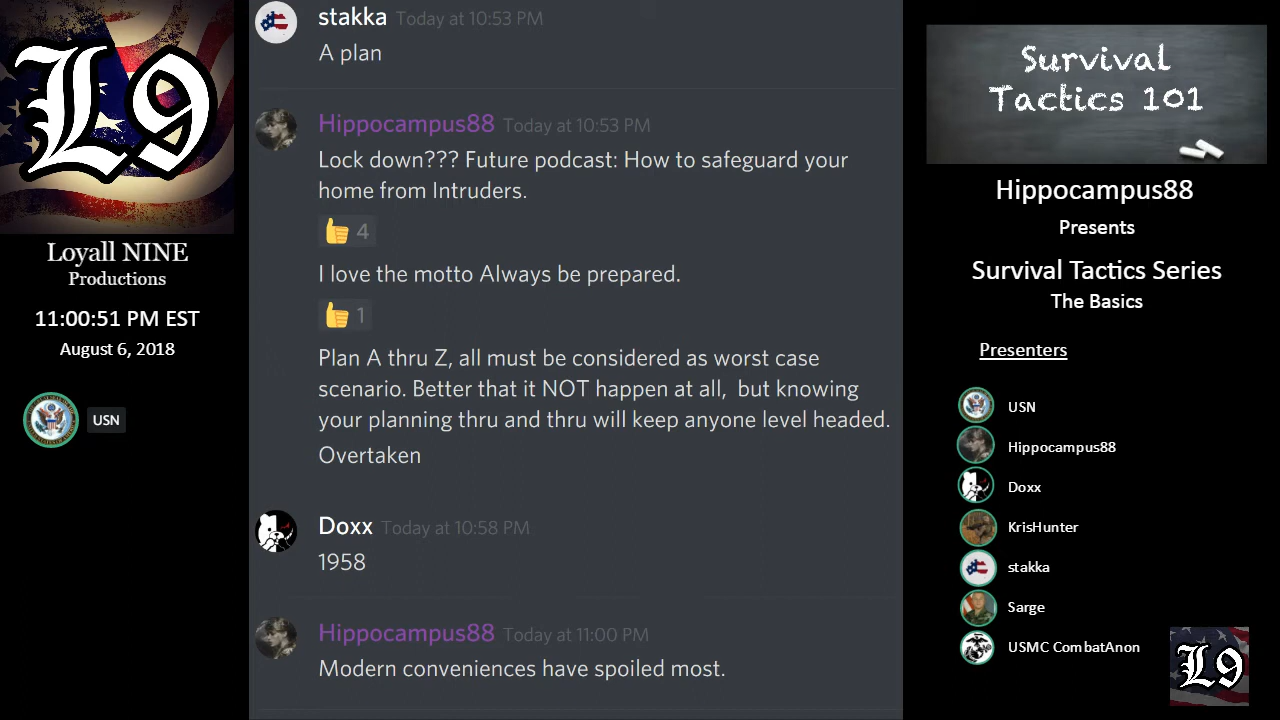 L9
Loyall NINE
Productions
11:00:51 PM EST
August 6, 2018
USN
stakka Today at 10:53 PM
A plan
Hippocampus88 Today at 10:53 PM
Lock down??? Future podcast: How to safeguard your
home from Intruders.
4
I love the motto Always be prepared.
1
Plan A thru Z, all must be considered as worst case
scenario. Better that it NOT happen at all, but knowing
your planning thru and thru will keep anyone level headed.
Overtaken
Doxx Today at 10:58 PM
1958
Hippocampus88 Today at 11:00 PM
Modern conveniences have spoiled most.
Survival
Tactics 101
Hippocampus88
Presents
Survival Tactics Series
The Basics
Presenters
USN
Hippocampus88
Doxx
KrisHunter
stakka
Sarge
USMC CombatAnon
L9